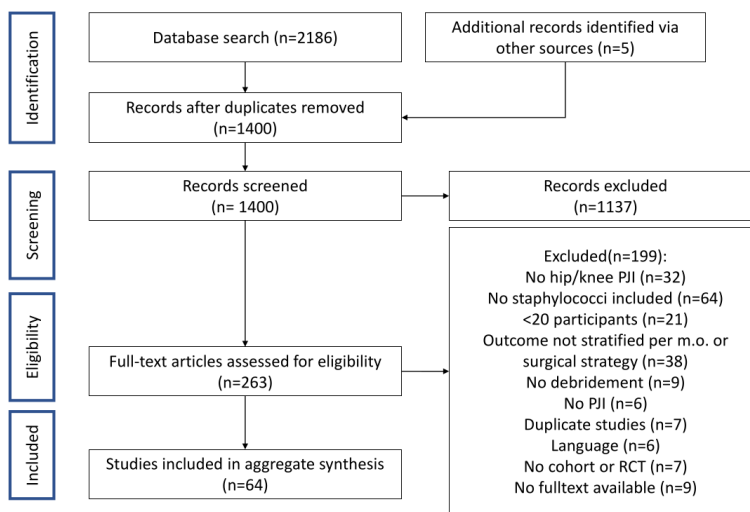 Identification
Database search (n=2186)
Additional records identified via
other sources (n=5)
Records after duplicates removed
(n=1400)
Screening
Records screened
(n= 1400)
Records excluded
(n=1137)
Eligibility
Full-text articles assessed for eligibility
(n=263)
Excluded(n=199):
No hip/knee PJI (n=32)
No staphylococci included (n=64)
<20 participants (n=21)
Outcome not stratified per m.o. or
surgical strategy (n=38)
No debridement (n=9)
No PJI (n=6)
Duplicate studies (n=7)
Language (n=6)
No cohort or RCT (n=7)
No fulltext available (n=9)
Included
Studies included in aggregate synthesis
(n=64)